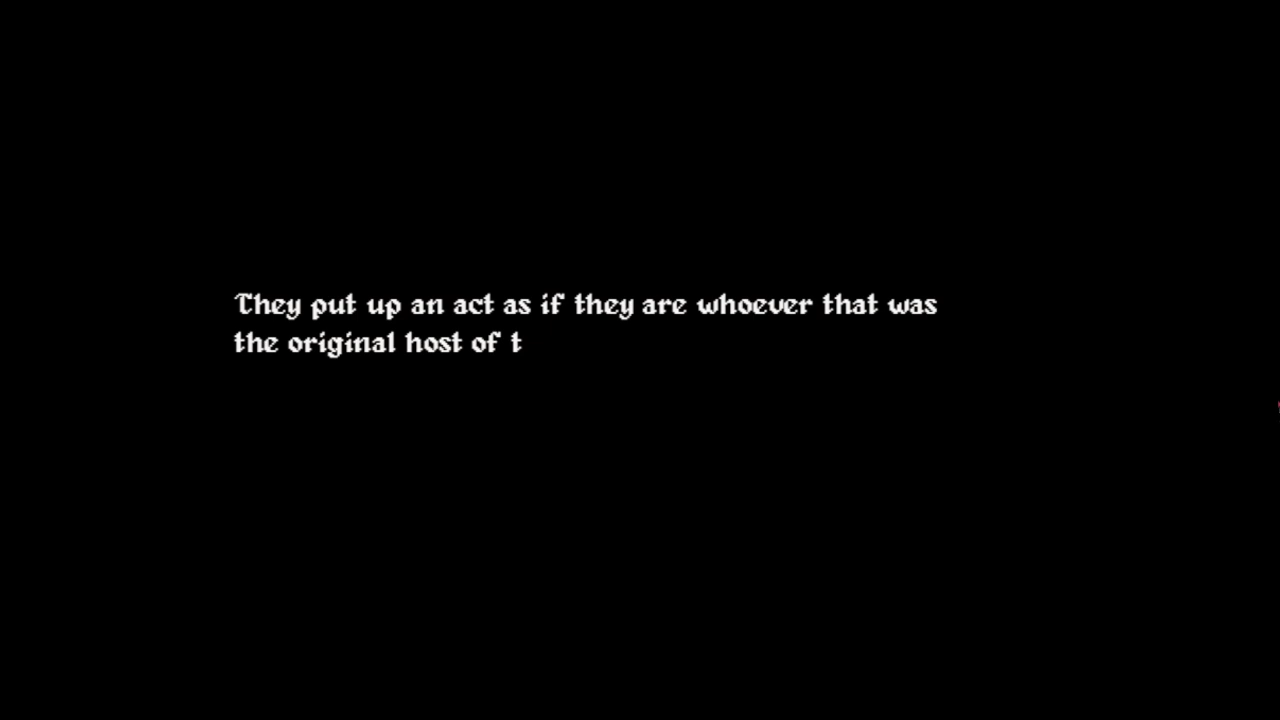 They put up an act as if they are whoever that was
the original host of t